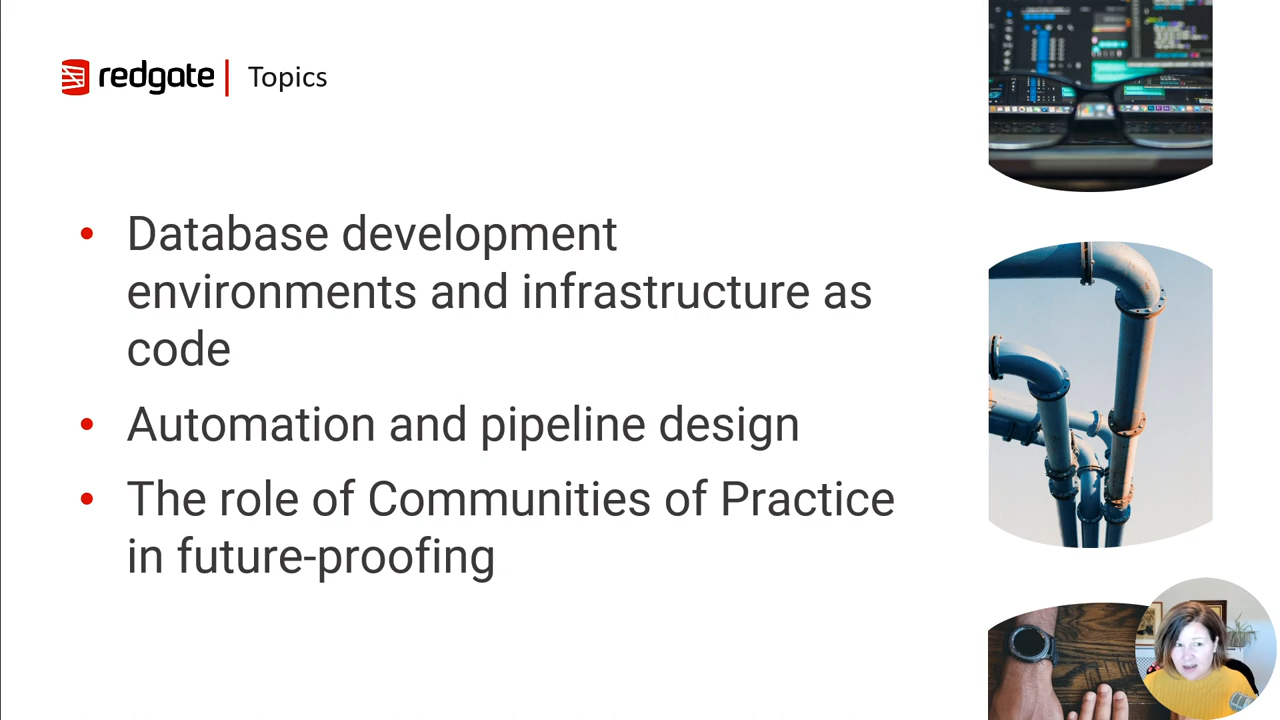 redgate | Topics
• Database development
environments and infrastructure as
code
• Automation and pipeline design
• The role of Communities of Practice
in future-proofing